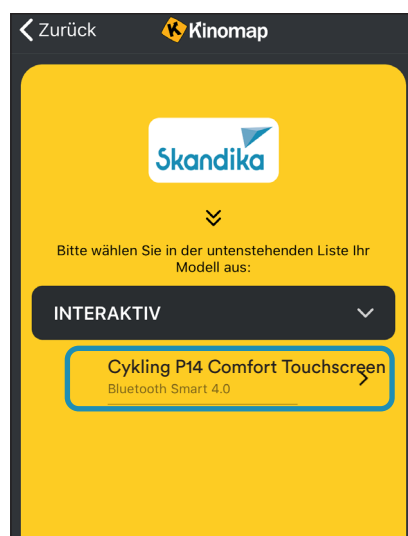 Zurück Kinomap
Skandika
Bitte wählen Sie in der untenstehenden Liste Ihr
Modell aus:
INTERAKTIV
Cykling P14 Comfort Touchscreen
Bluetooth Smart 4.0